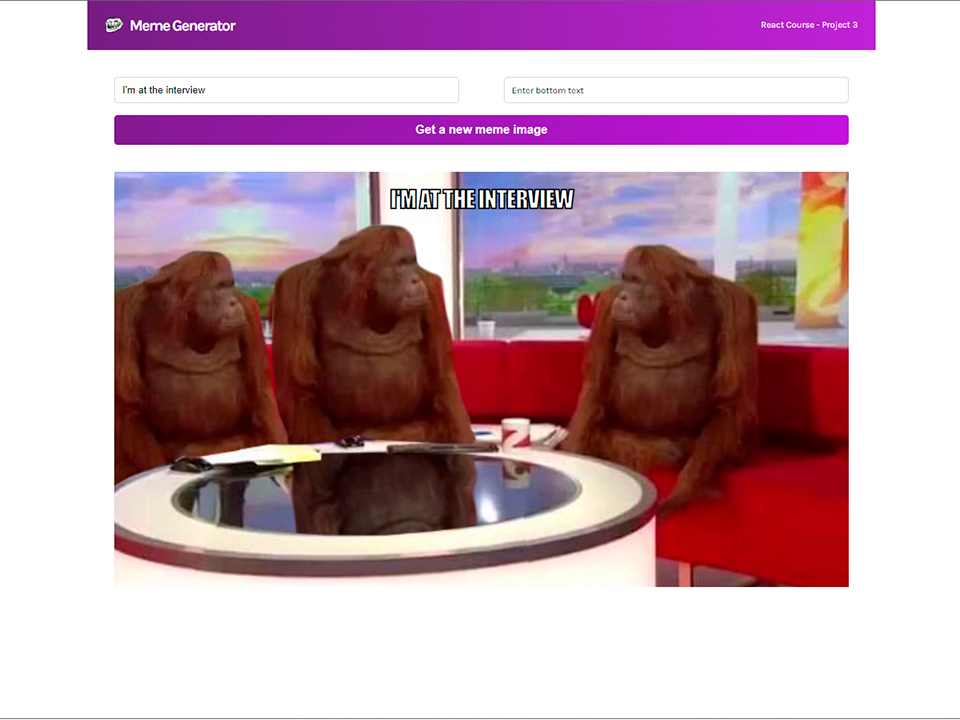 Meme Generator
React Course - Project 3
I'm at the interview
Enter bottom text
Get a new meme image
I'M AT THE INTERVIEW